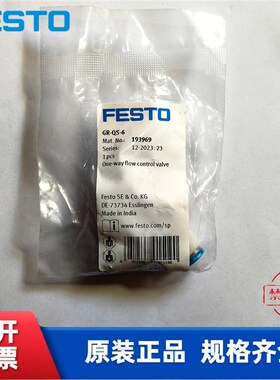 FESTO
FESTO
GR-QS-6
Mat. No.: 193969
Series: 12-2023:23
1 pcs
One-way flow control valve
Festo SE & Co. KG
DE-73734 Esslingen
Made in India
www.festo.com/sp
开
票
原装正品 规格齐